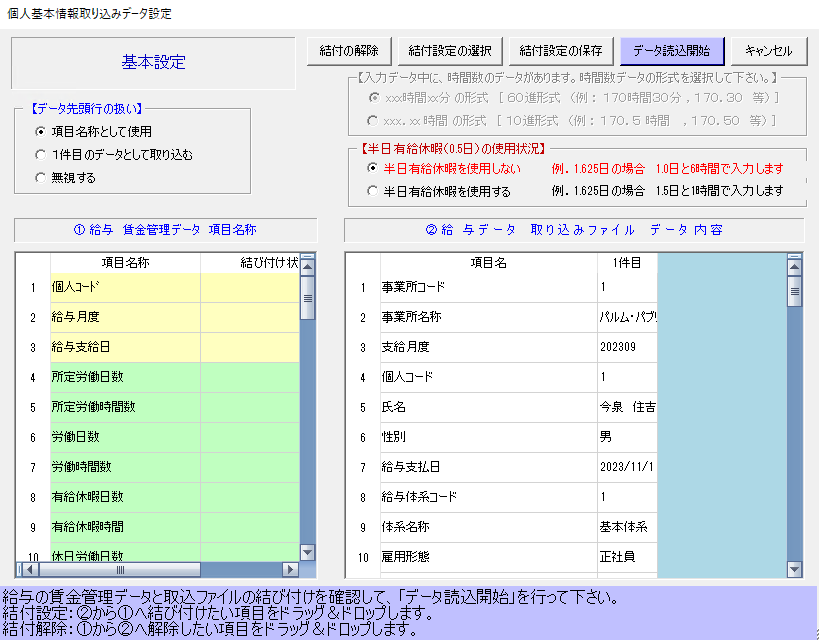 個人基本情報取り込みデータ設定
基本設定
結付の解除 結付設定の選択 結付設定の保存 データ読込開始 キャンセル
【入力データ中に、時間数のデータがあります。時間数データの形式を選択して下さい。】
xxx時間xx分 の形式 [ 60進形式 (例： 170時間30分 , 170.30 等) ]
xxx.xx 時間 の形式 [ 10進形式 (例： 170.5 時間 , 170.50 等) ]
【データ先頭行の扱い】
項目名称として使用
1件目のデータとして取り込む
無視する
【半日有給休暇(0.5日)の使用状況】
半日有給休暇を使用しない 例．1.625日の場合 1.0日と6時間で入力します
半日有給休暇を使用する 例．1.625日の場合 1.5日と1時間で入力します
①給与 賃金管理データ 項目名称
項目名称 結び付け状
1 個人コード
2 給与月度
3 給与支給日
4 所定労働日数
5 所定労働時間数
6 労働日数
7 労働時間数
8 有給休暇日数
9 有給休暇時間
10 休日労働日数
②給与データ 取り込みファイル データ内容
項目名 1件目
1 事業所コード 1
2 事業所名称 パルム・パブリ
3 支給月度 202309
4 個人コード 1
5 氏名 今泉 住吉
6 性別 男
7 給与支払日 2023/11/1
8 給与体系コード 1
9 体系名称 基本体系
10 雇用形態 正社員
給与の賃金管理データと取込ファイルの結び付けを確認して、「データ読込開始」を行って下さい。
結付設定：②から①へ結び付けたい項目をドラッグ＆ドロップします。
結付解除：①から②へ解除したい項目をドラッグ＆ドロップします。